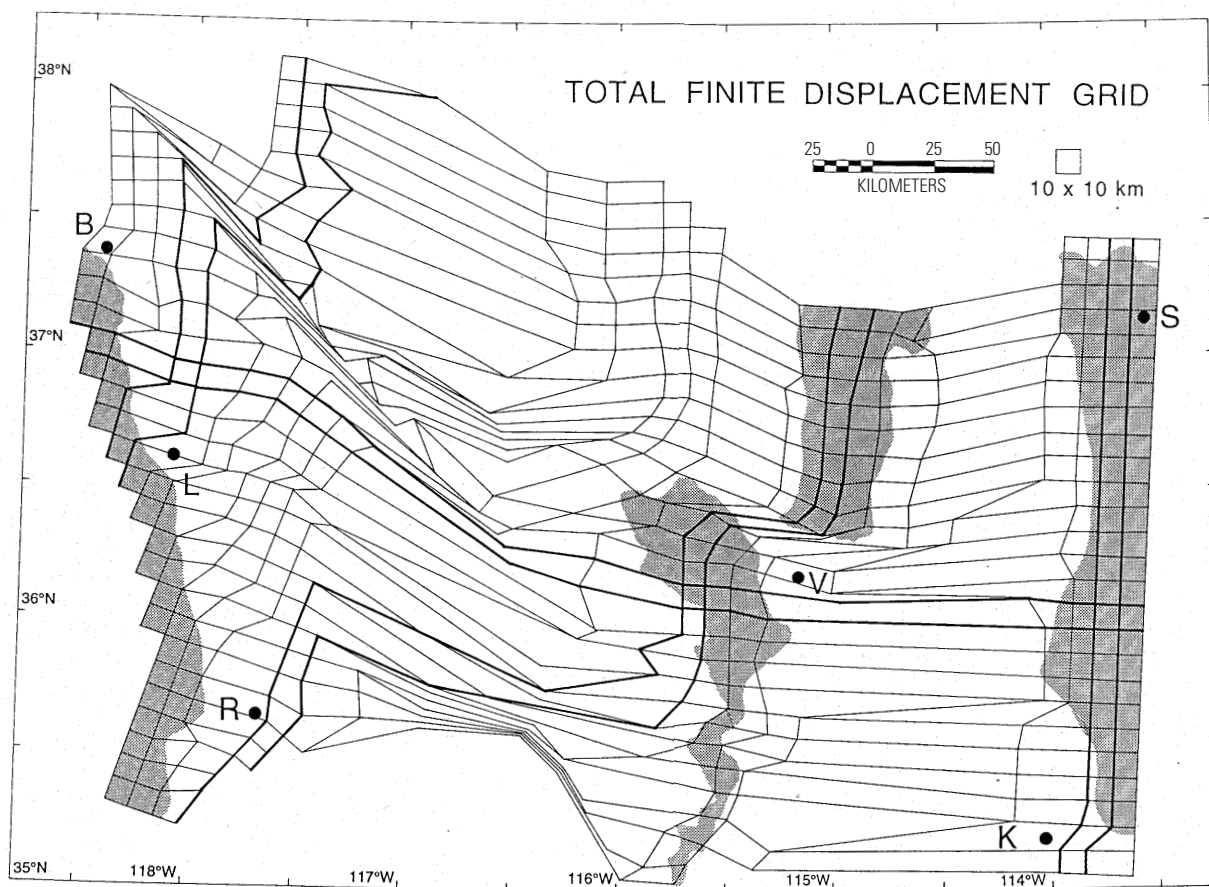 38°N
TOTAL FINITE DISPLACEMENT GRID
25 0 25 50
KILOMETERS
10 x 10 km
B
S
37°N
L
V
36°N
R
K
35°N
118°W
117°W
116°W
115°W
114°W